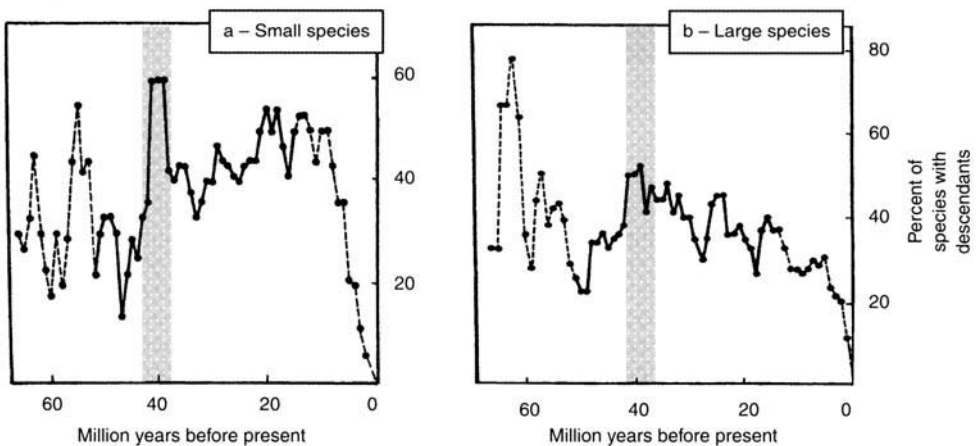 a – Small species
60
40
20
60
40
20
0
Million years before present
b – Large species
80
60
40
20
Percent of
species with
descendants
60
40
20
0
Million years before present